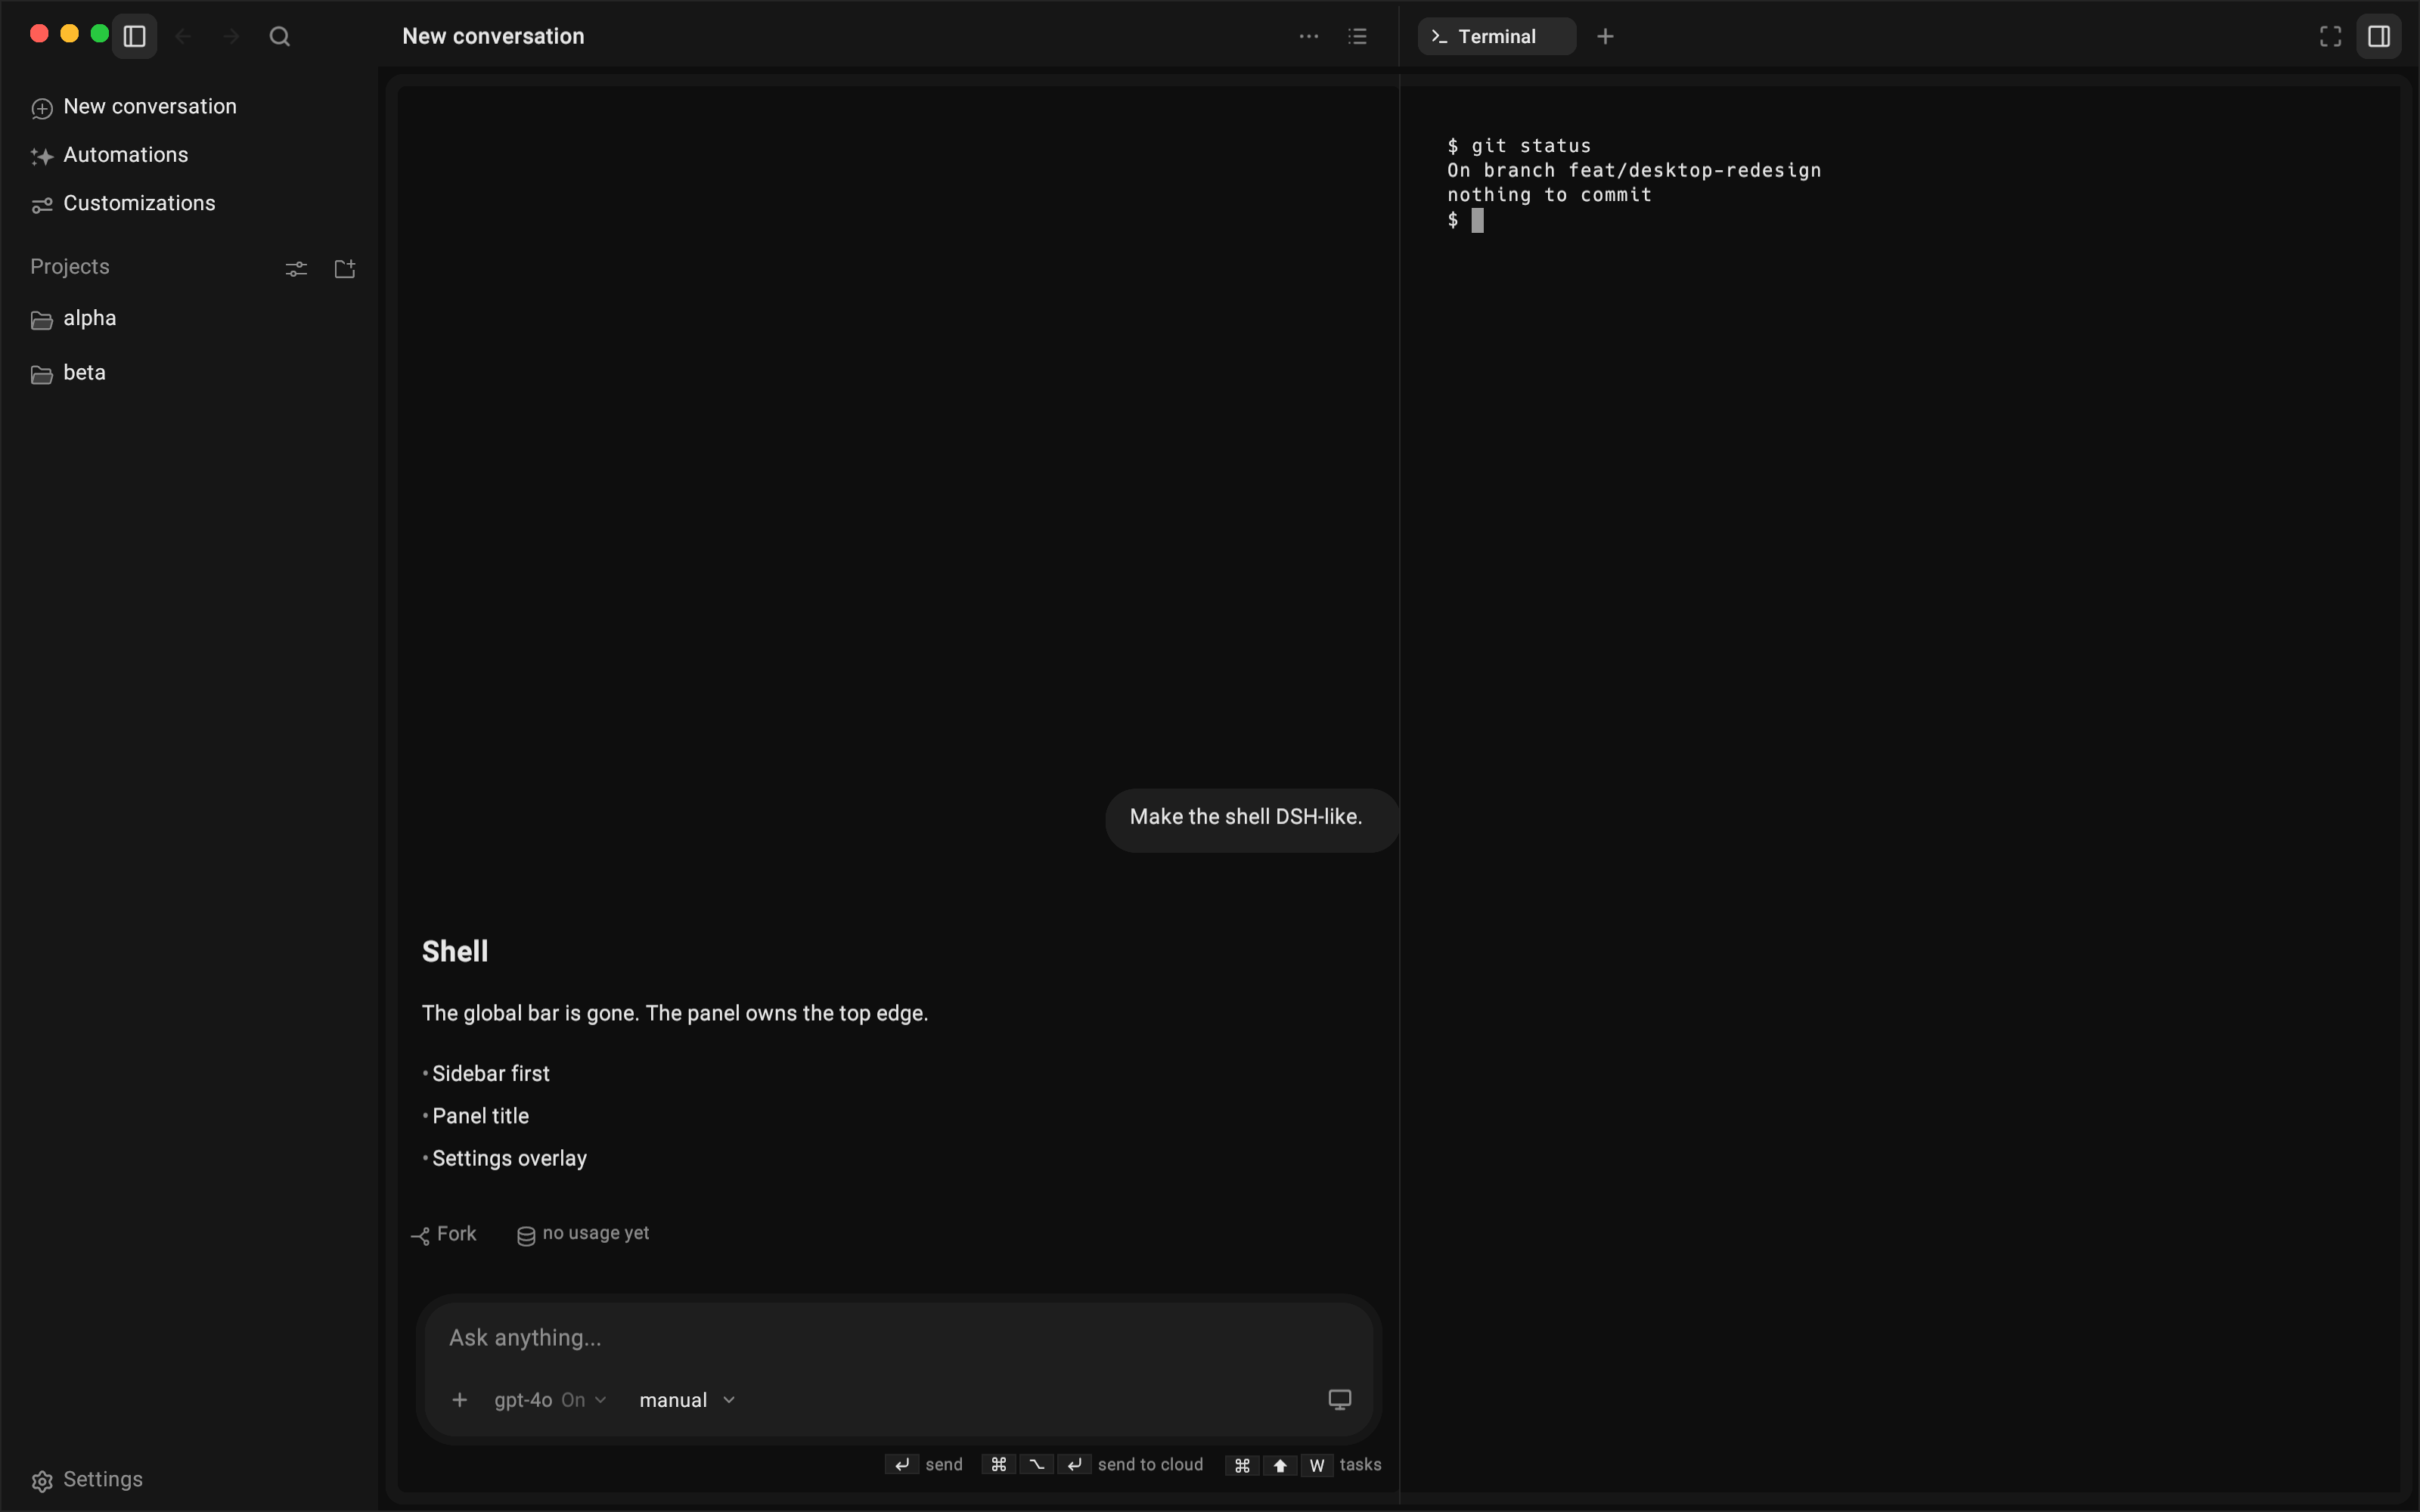 New conversation
Automations
Customizations
Projects
alpha
beta
Settings
New conversation
Make the shell DSH-like.
Shell
The global bar is gone. The panel owns the top edge.
• Sidebar first
• Panel title
• Settings overlay
Fork no usage yet
Ask anything...
gpt-4o On manual
send ⌘ ⌥ send to cloud ⌘ W tasks
Terminal
$ git status
On branch feat/desktop-redesign
nothing to commit
$